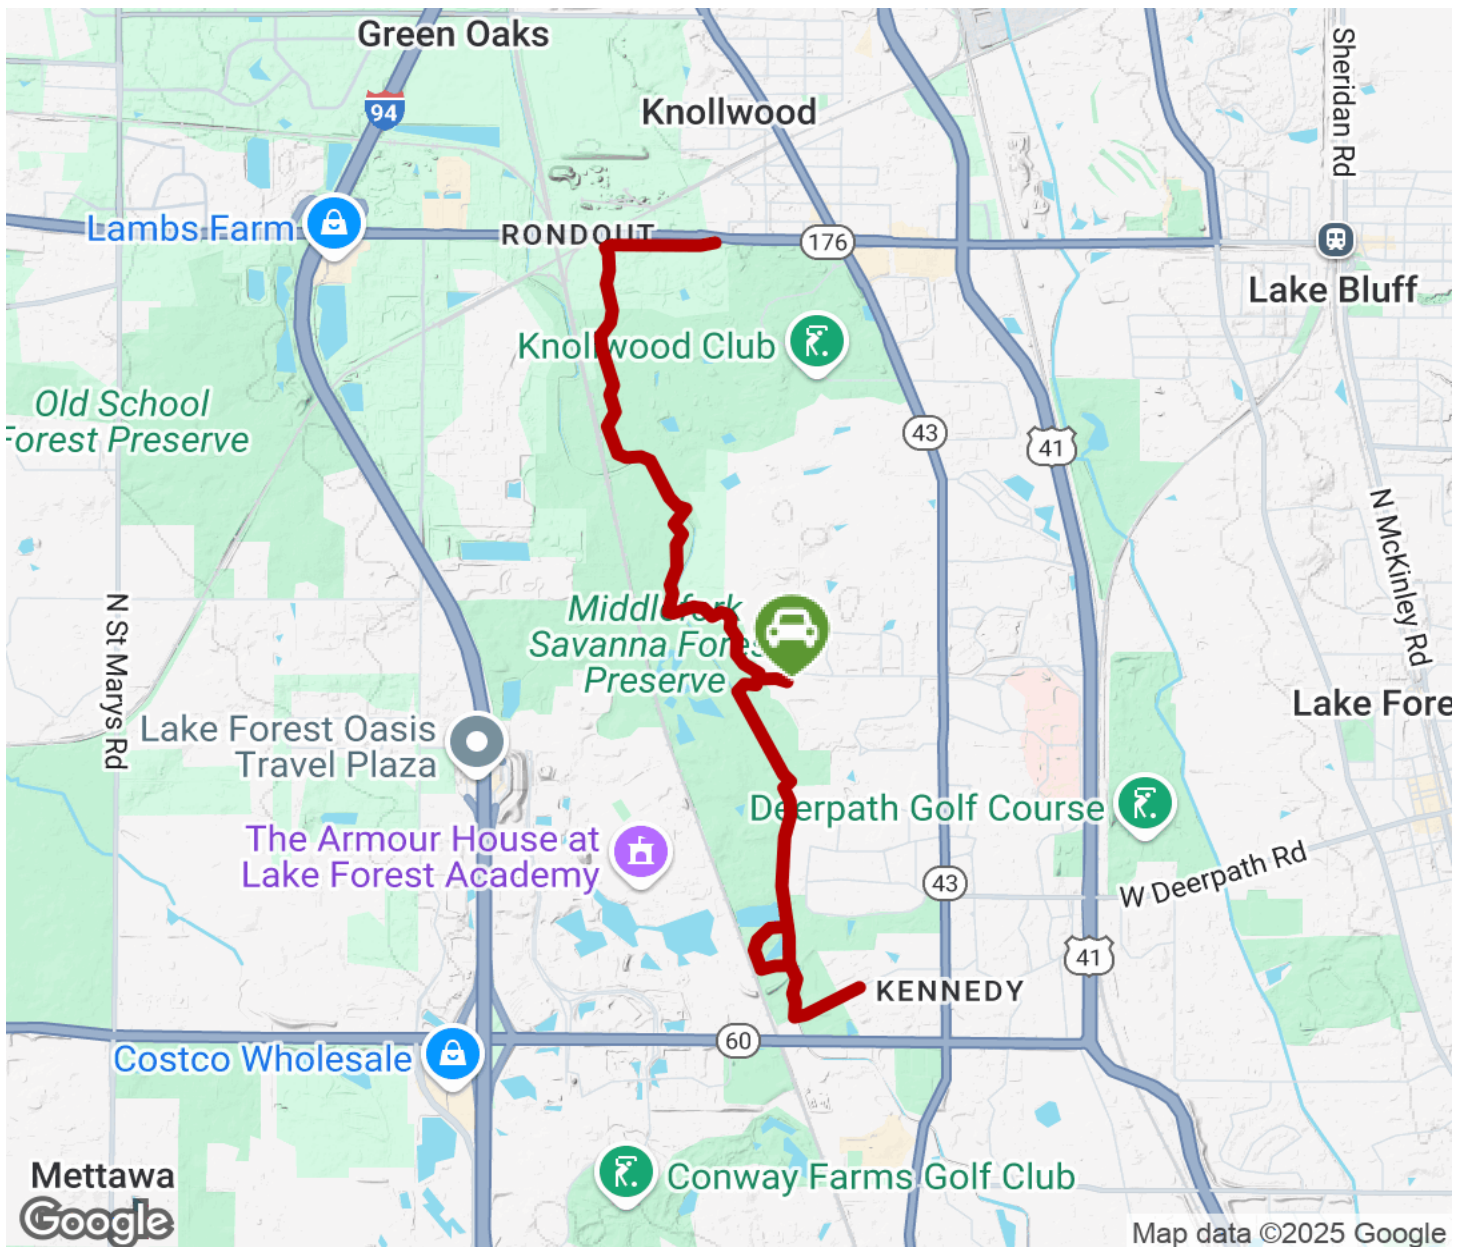 Green Oaks
94
Knollwood
Sheridan Rd
Lambs Farm
RONDOUT
176
Lake Bluff
Knollwood Club
Old School
Forest Preserve
43
41
N McKinley Rd
N St Marys Rd
Middlefork
Savanna Fores
Preserve
Lake Fore
Lake Forest Oasis
Travel Plaza
Deerpath Golf Course
The Armour House at
Lake Forest Academy
43
W Deerpath Rd
41
KENNEDY
60
Costco Wholesale
Mettawa
Conway Farms Golf Club
Google
Map data ©2025 Google